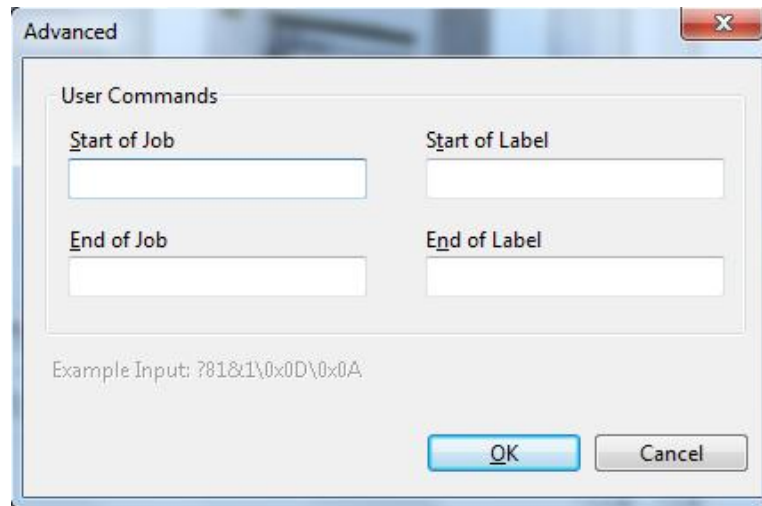 Advanced
User Commands
Start of Job
Start of Label
End of Job
End of Label
Example Input: ?81&1\0x0D\0x0A
OK
Cancel